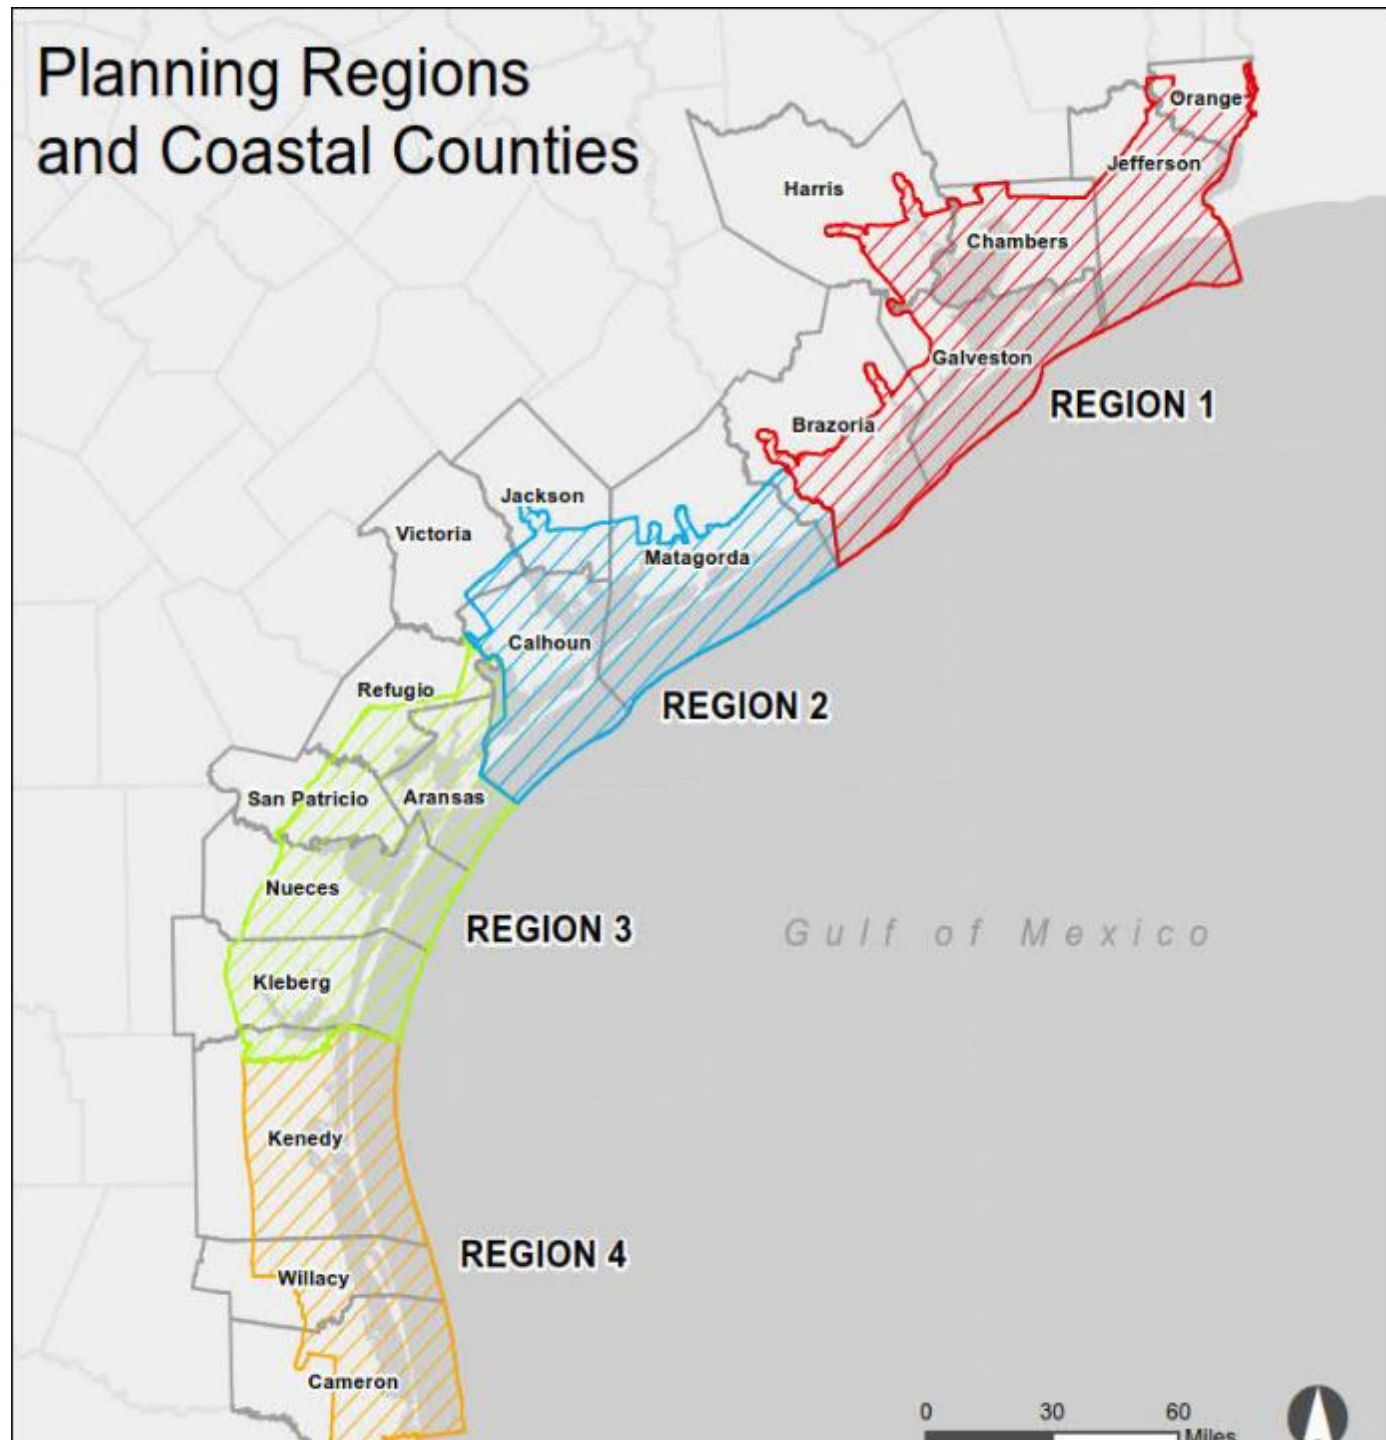 Planning Regions
and Coastal Counties
Orange
Jefferson
Harris
Chambers
Galveston
REGION 1
Brazoria
Jackson
Victoria
Matagorda
Calhoun
REGION 2
Refugio
San Patricio
Aransas
Nueces
REGION 3
Gulf of Mexico
Kleberg
Kenedy
REGION 4
Willacy
Cameron
0 30 60
Miles